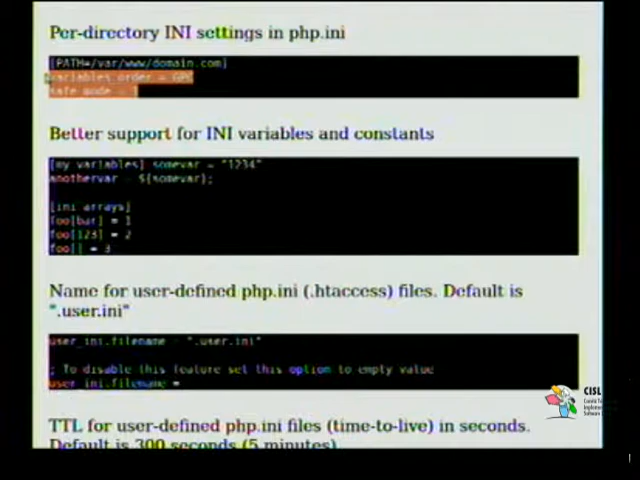 Per-directory INI settings in php.ini
[PATH=/var/www/domain.com]
variables_order = GPC
safe_mode = 1
Better support for INI variables and constants
[my variables] somevar = "1234"
anothervar = ${somevar};
[ini arrays]
foo[bar] = 1
foo[123] = 2
foo[] = 3
Name for user-defined php.ini (.htaccess) files. Default is
".user.ini"
user_ini.filename = ".user.ini"
; To disable this feature set this option to empty value
user_ini.filename =
CISL
TTL for user-defined php.ini files (time-to-live) in seconds.
Default is 300 seconds (5 minutes).